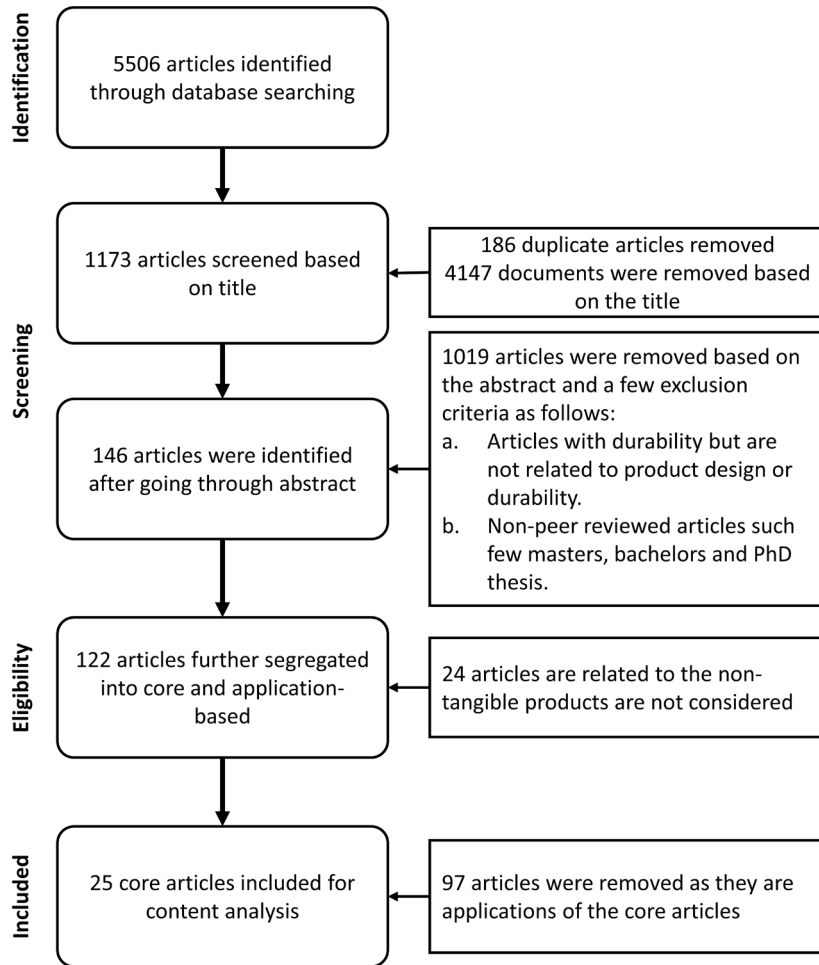 Identification
5506 articles identified
through database searching
Screening
1173 articles screened based
on title
186 duplicate articles removed
4147 documents were removed based
on the title
146 articles were identified
after going through abstract
1019 articles were removed based on
the abstract and a few exclusion
criteria as follows:
a. Articles with durability but are
not related to product design or
durability.
b. Non-peer reviewed articles such
few masters, bachelors and PhD
thesis.
Eligibility
122 articles further segregated
into core and application-
based
24 articles are related to the non-
tangible products are not considered
Included
25 core articles included for
content analysis
97 articles were removed as they are
applications of the core articles